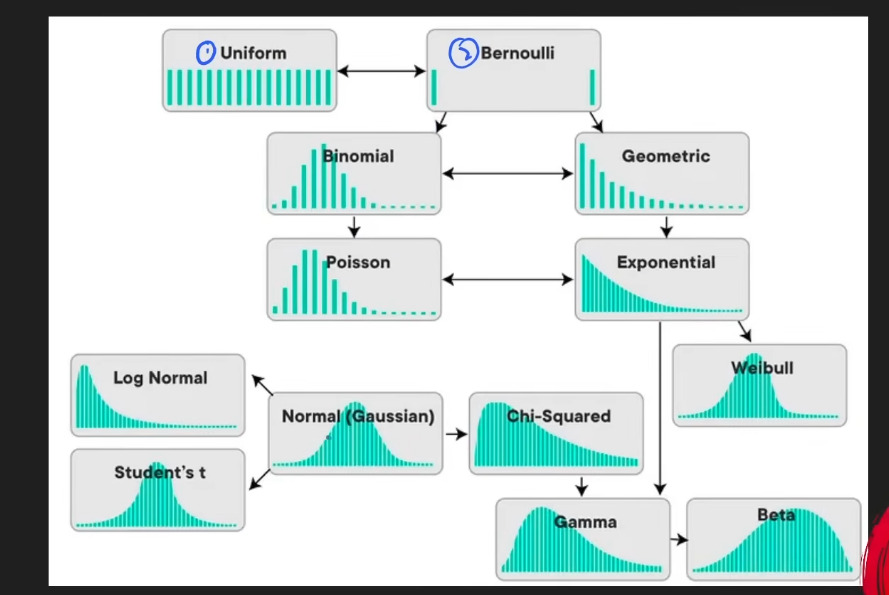 Uniform
Bernoulli
Binomial
Geometric
Poisson
Exponential
Weibull
Log Normal
Normal (Gaussian)
Chi-Squared
Student's t
Gamma
Beta